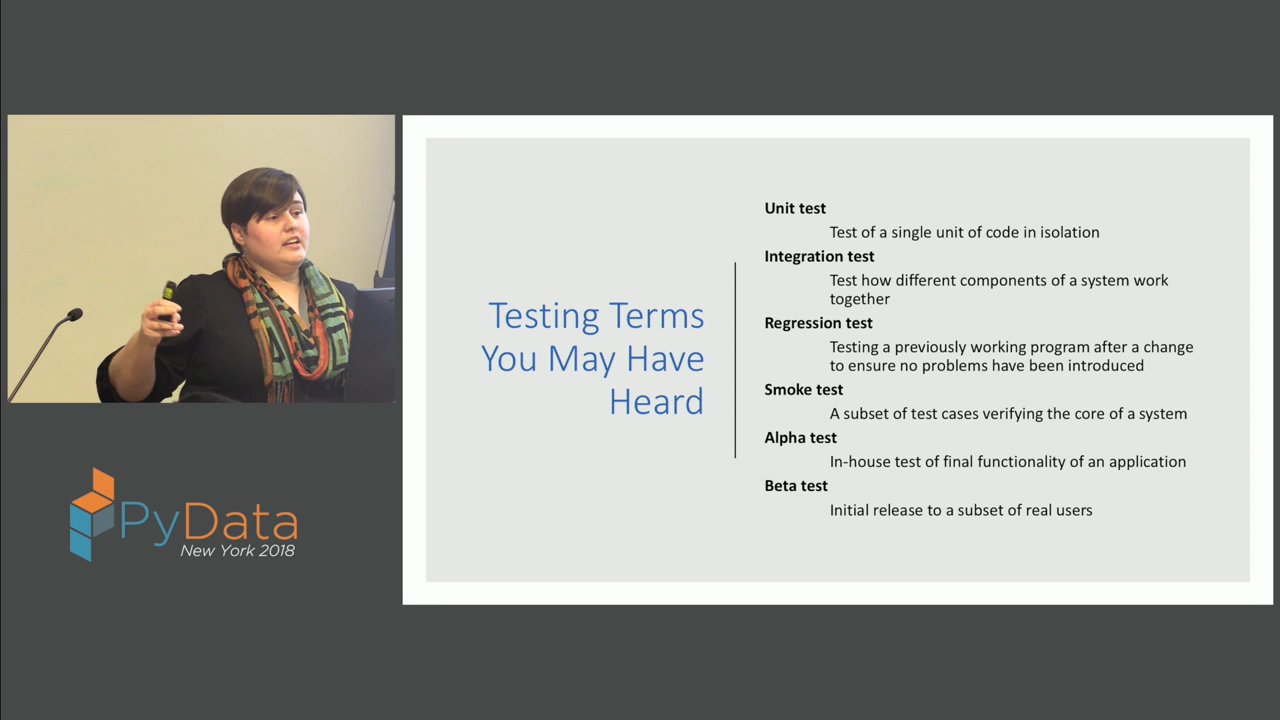 Testing Terms
You May Have
Heard
Unit test
Test of a single unit of code in isolation
Integration test
Test how different components of a system work
together
Regression test
Testing a previously working program after a change
to ensure no problems have been introduced
Smoke test
A subset of test cases verifying the core of a system
Alpha test
In-house test of final functionality of an application
Beta test
Initial release to a subset of real users
PyData
New York 2018